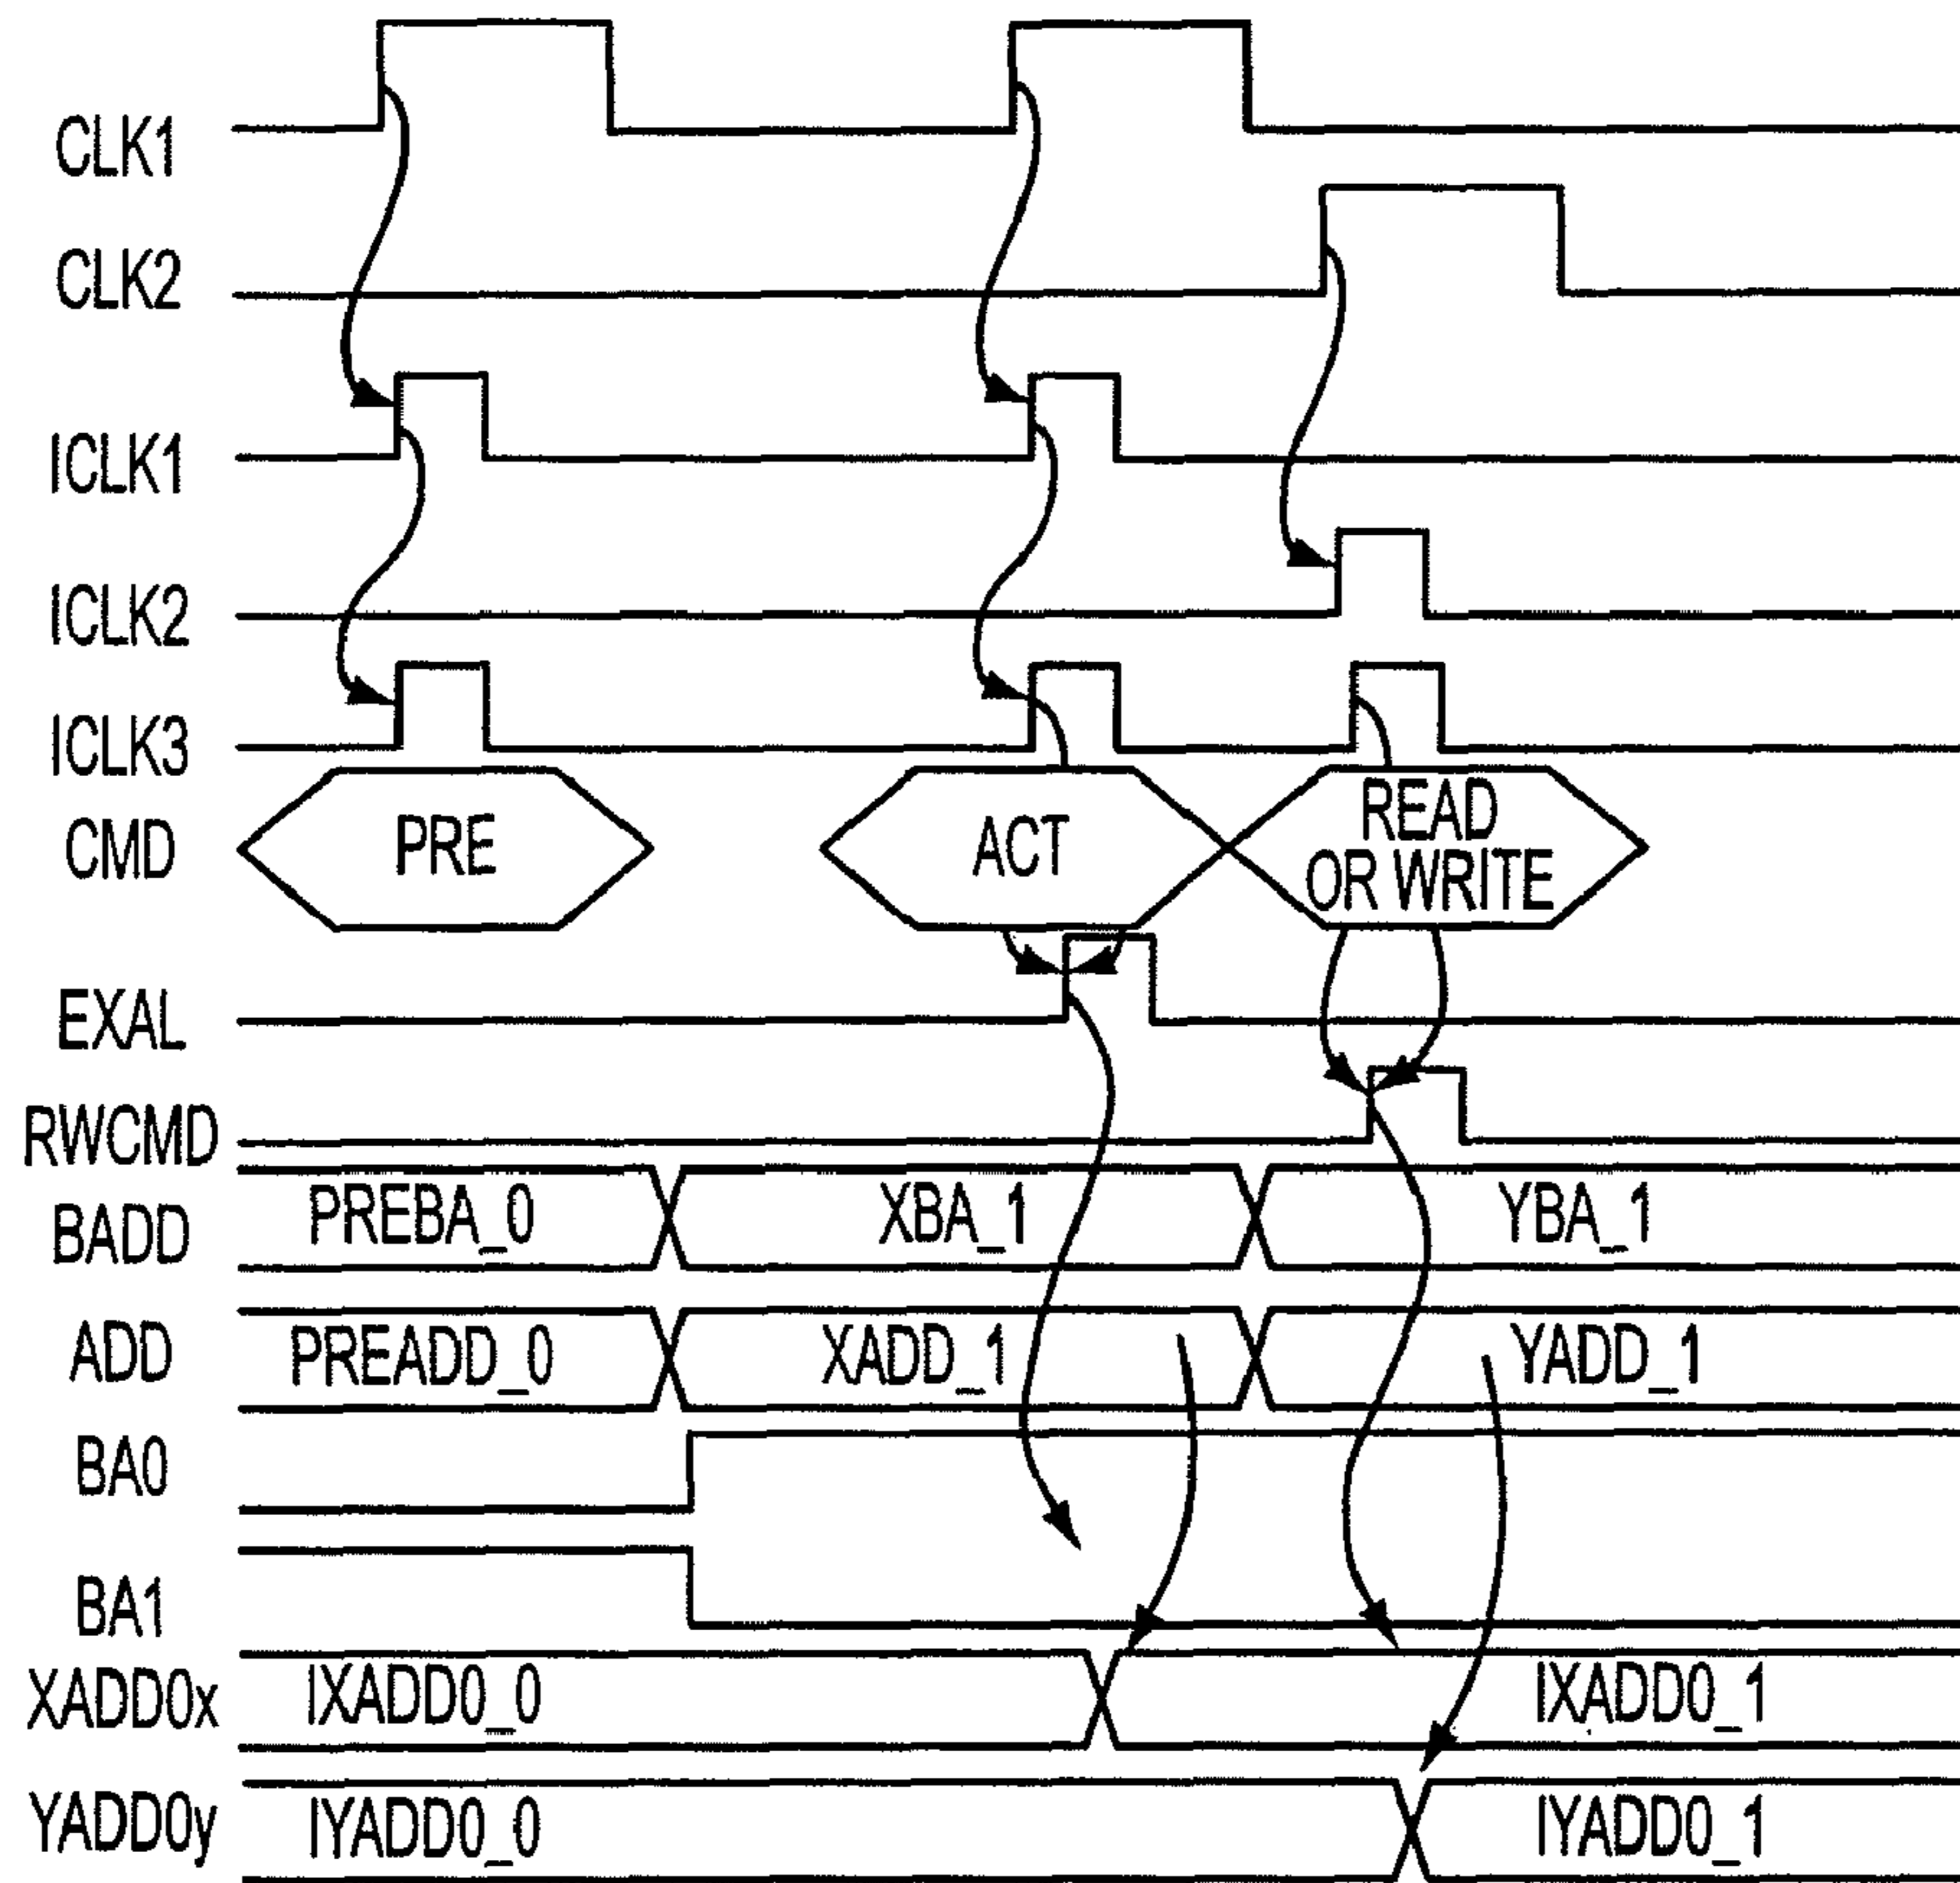 CLK1
CLK2
ICLK1
ICLK2
ICLK3
CMD PRE ACT READ
OR WRITE
EXAL
RWCMD
BADD PREBA_0 XBA_1 YBA_1
ADD PREADD_0 XADD_1 YADD_1
BA0
BA1
XADD0x IXADD0_0 IXADD0_1
YADD0y IYADD0_0 IYADD0_1